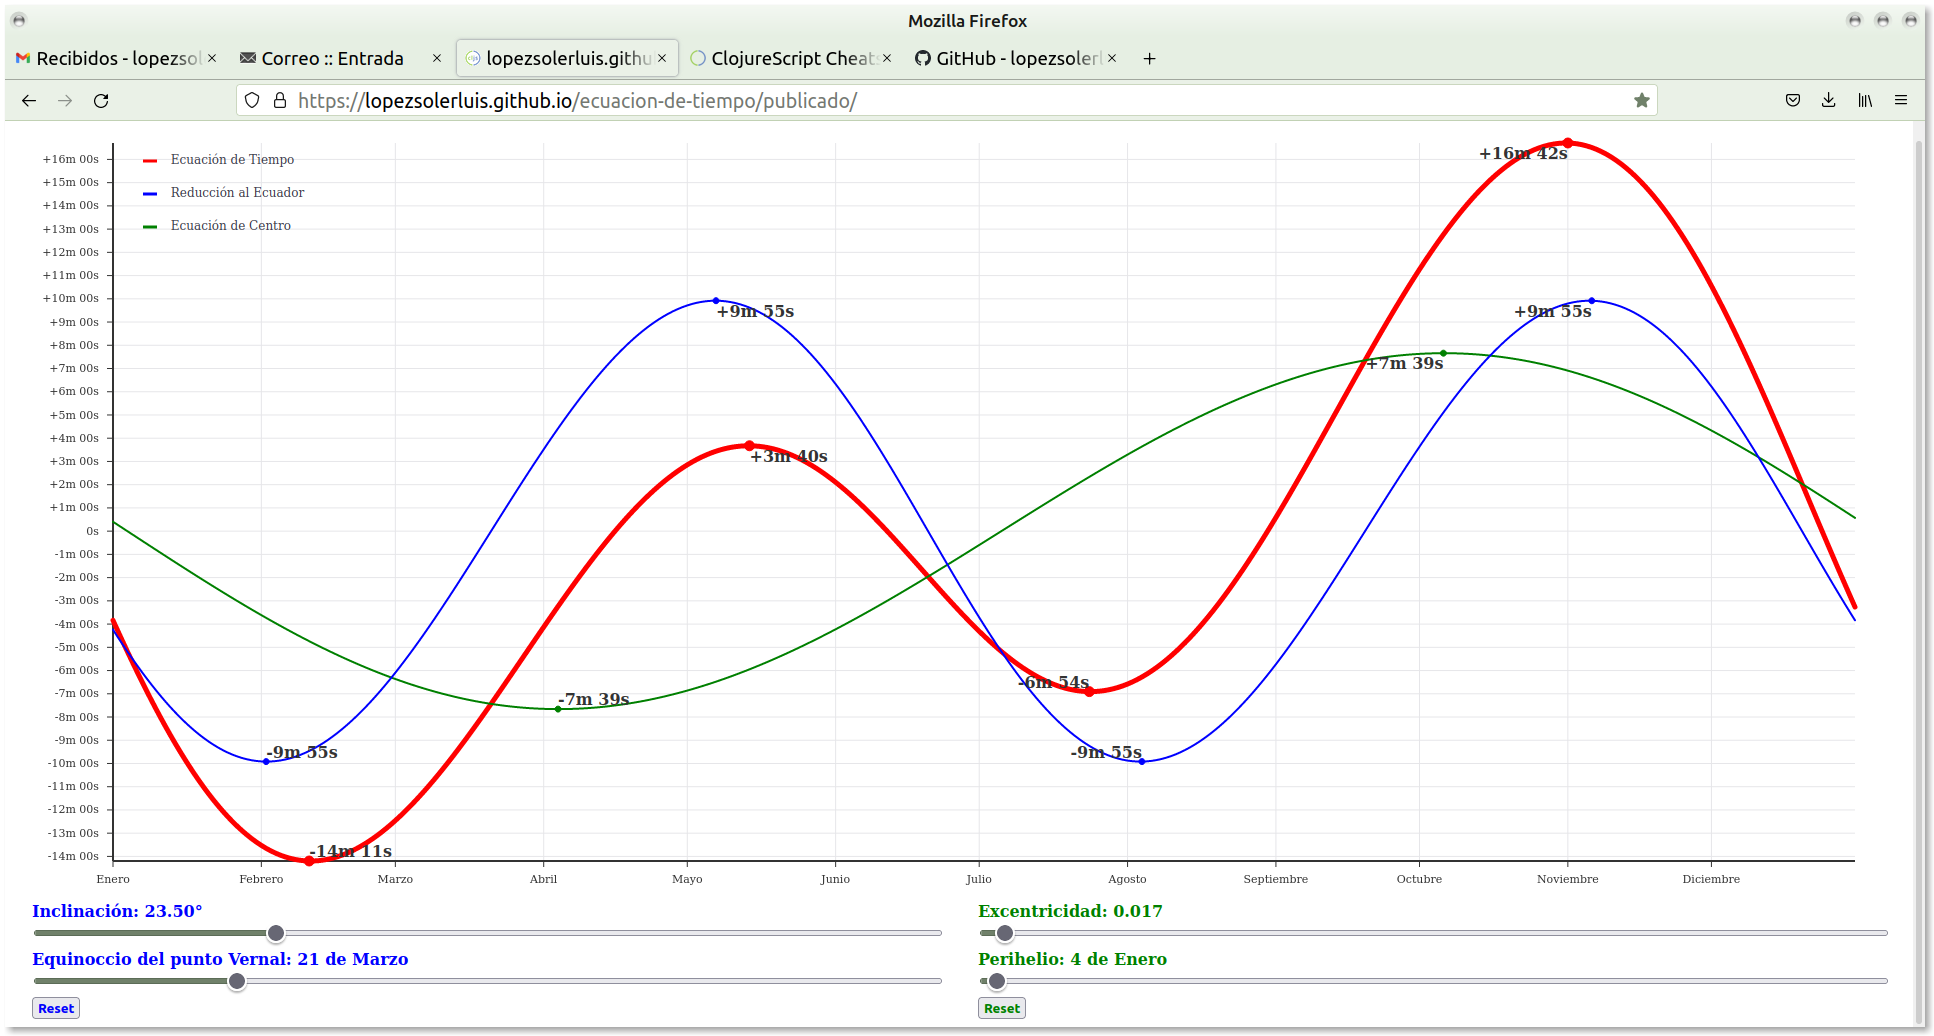 Mozilla Firefox
Recibidos - lopezsol
Correo :: Entrada
lopezsolerluis.githu
ClojureScript Cheats
GitHub - lopezsolerl
https://lopezsolerluis.github.io/ecuacion-de-tiempo/publicado/
+16m 00s
+15m 00s
+14m 00s
+13m 00s
+12m 00s
+11m 00s
+10m 00s
+9m 00s
+8m 00s
+7m 00s
+6m 00s
+5m 00s
+4m 00s
+3m 00s
+2m 00s
+1m 00s
0s
-1m 00s
-2m 00s
-3m 00s
-4m 00s
-5m 00s
-6m 00s
-7m 00s
-8m 00s
-9m 00s
-10m 00s
-11m 00s
-12m 00s
-13m 00s
-14m 00s
Ecuación de Tiempo
Reducción al Ecuador
Ecuación de Centro
+16m 42s
+9m 55s
+9m 55s
+7m 39s
+3m 40s
-6m 54s
-7m 39s
-9m 55s
-9m 55s
-14m 11s
Enero
Febrero
Marzo
Abril
Mayo
Junio
Julio
Agosto
Septiembre
Octubre
Noviembre
Diciembre
Inclinación: 23.50°
Equinoccio del punto Vernal: 21 de Marzo
Reset
Excentricidad: 0.017
Perihelio: 4 de Enero
Reset